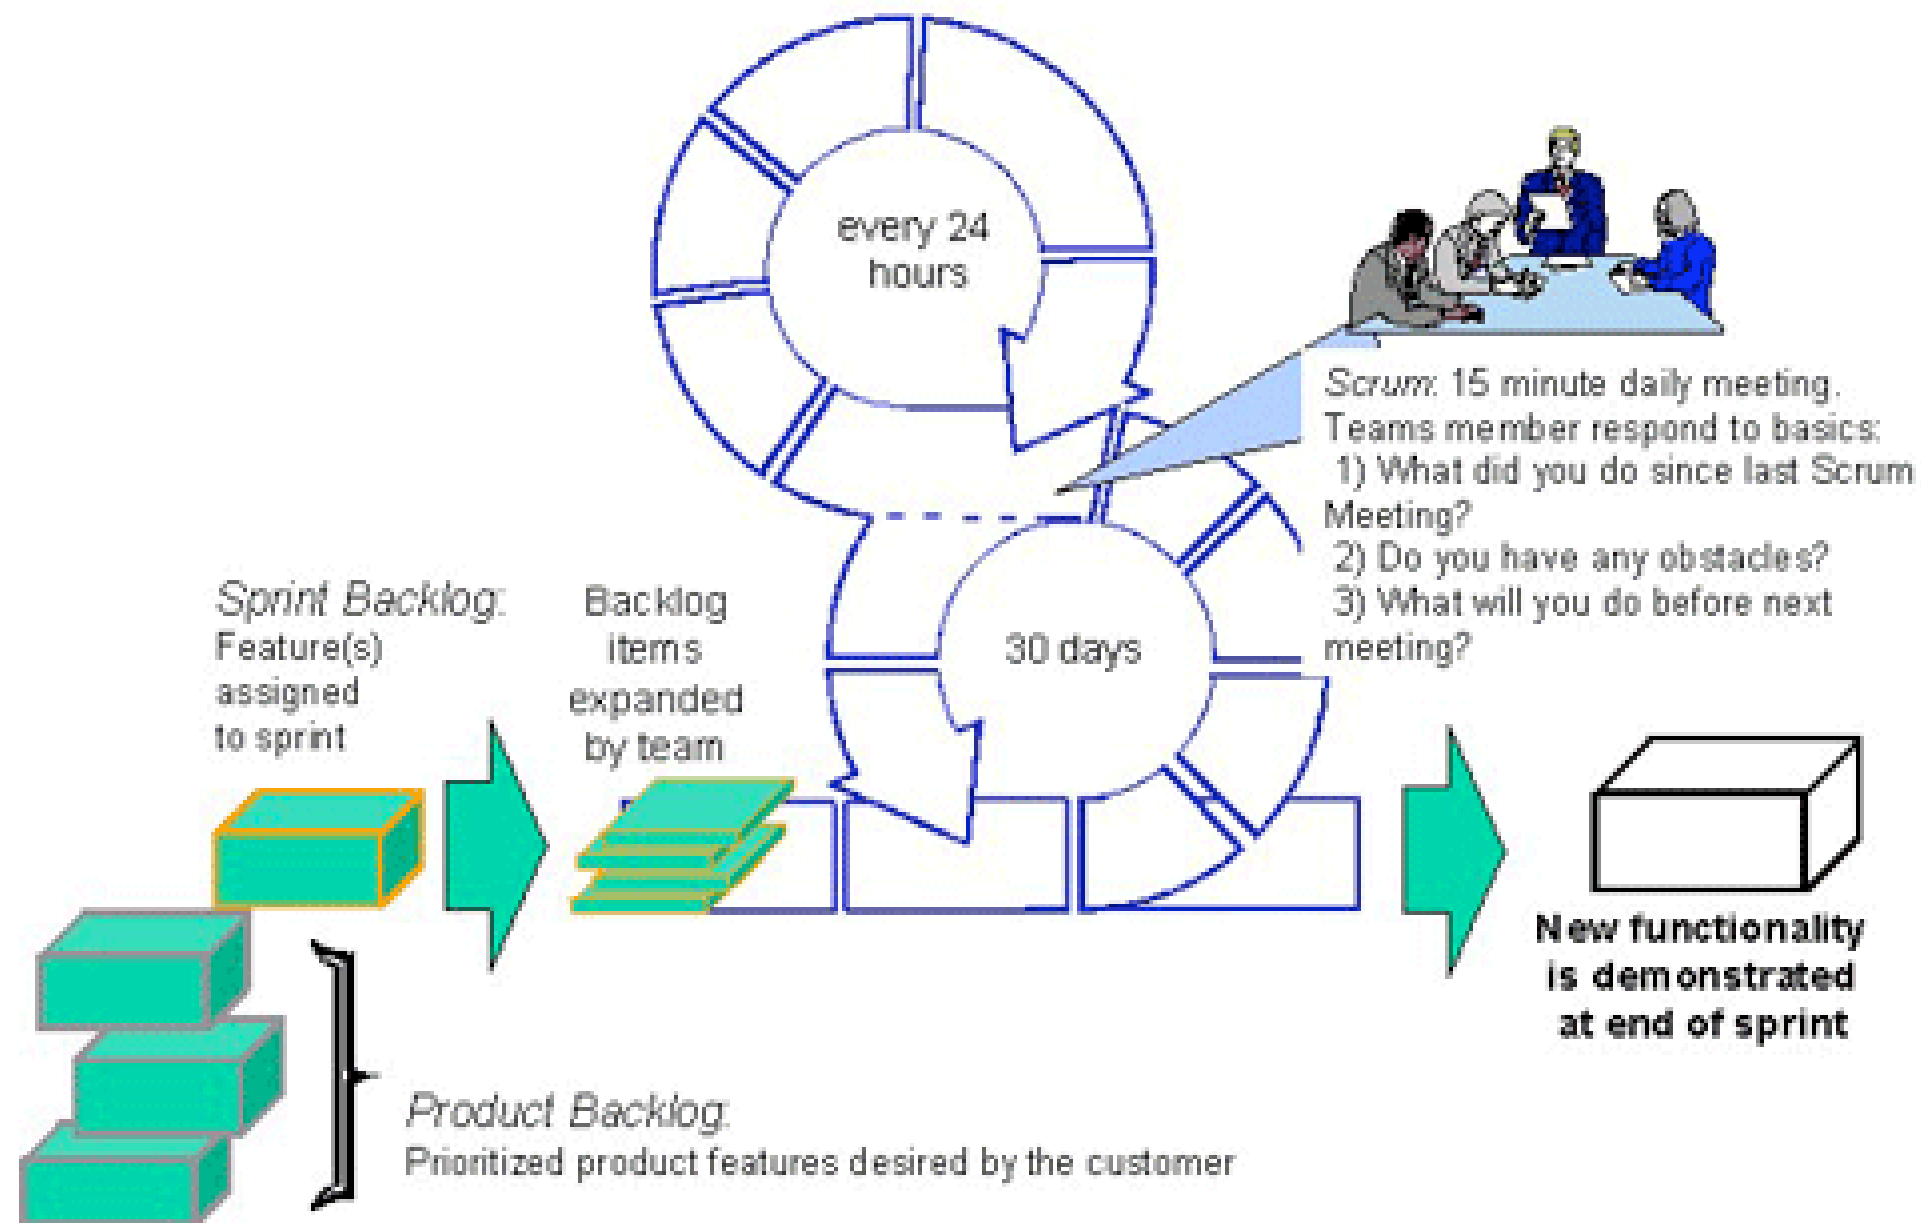 every 24
hours
Scrum: 15 minute daily meeting.
Teams member respond to basics:
1) What did you do since last Scrum
Meeting?
2) Do you have any obstacles?
3) What will you do before next
meeting?
Sprint Backlog:
Feature(s)
assigned
to sprint
Backlog
items
expanded
by team
30 days
New functionality
is demonstrated
at end of sprint
Product Backlog:
Prioritized product features desired by the customer